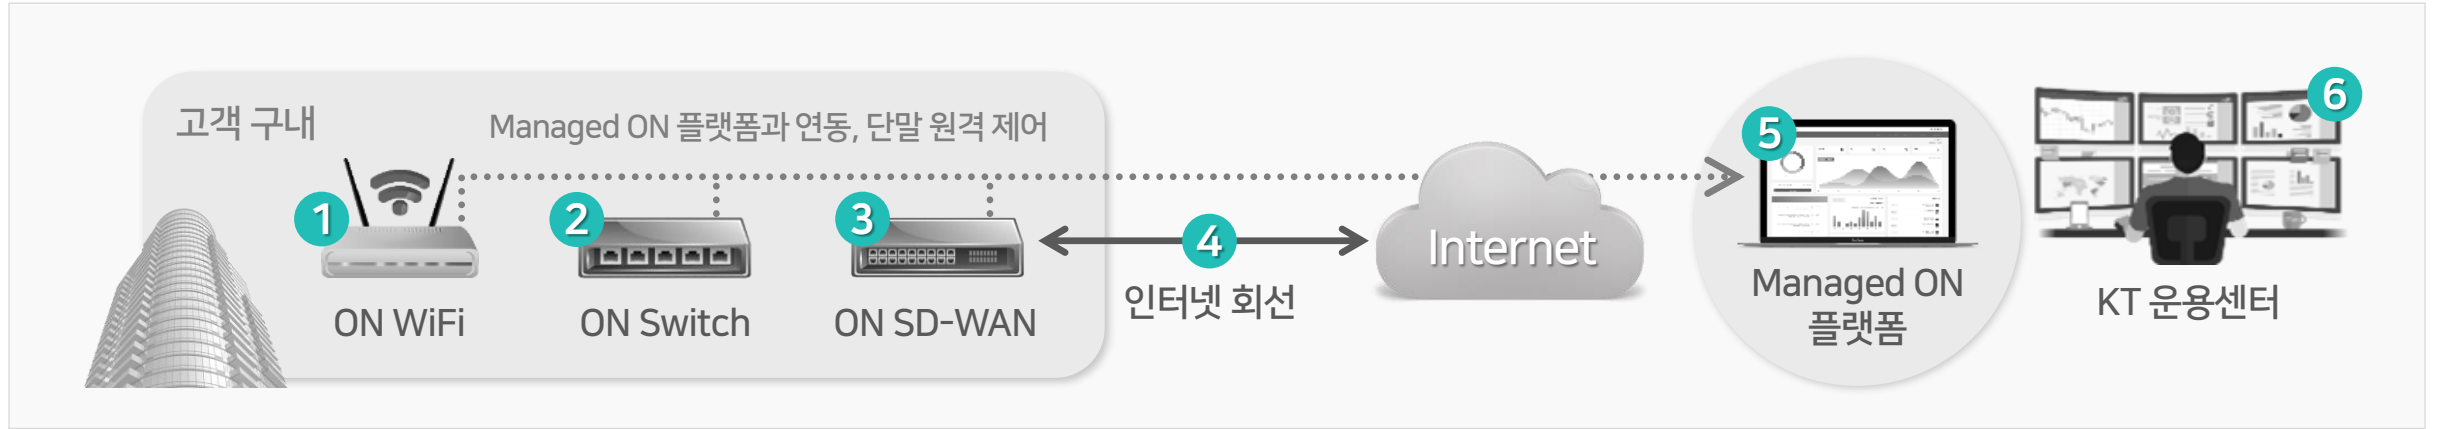 고객 구내
Managed ON 플랫폼과 연동, 단말 원격 제어
1
ON WiFi
2
ON Switch
3
ON SD-WAN
4
인터넷 회선
Internet
5
Managed ON
플랫폼
6
KT 운용센터